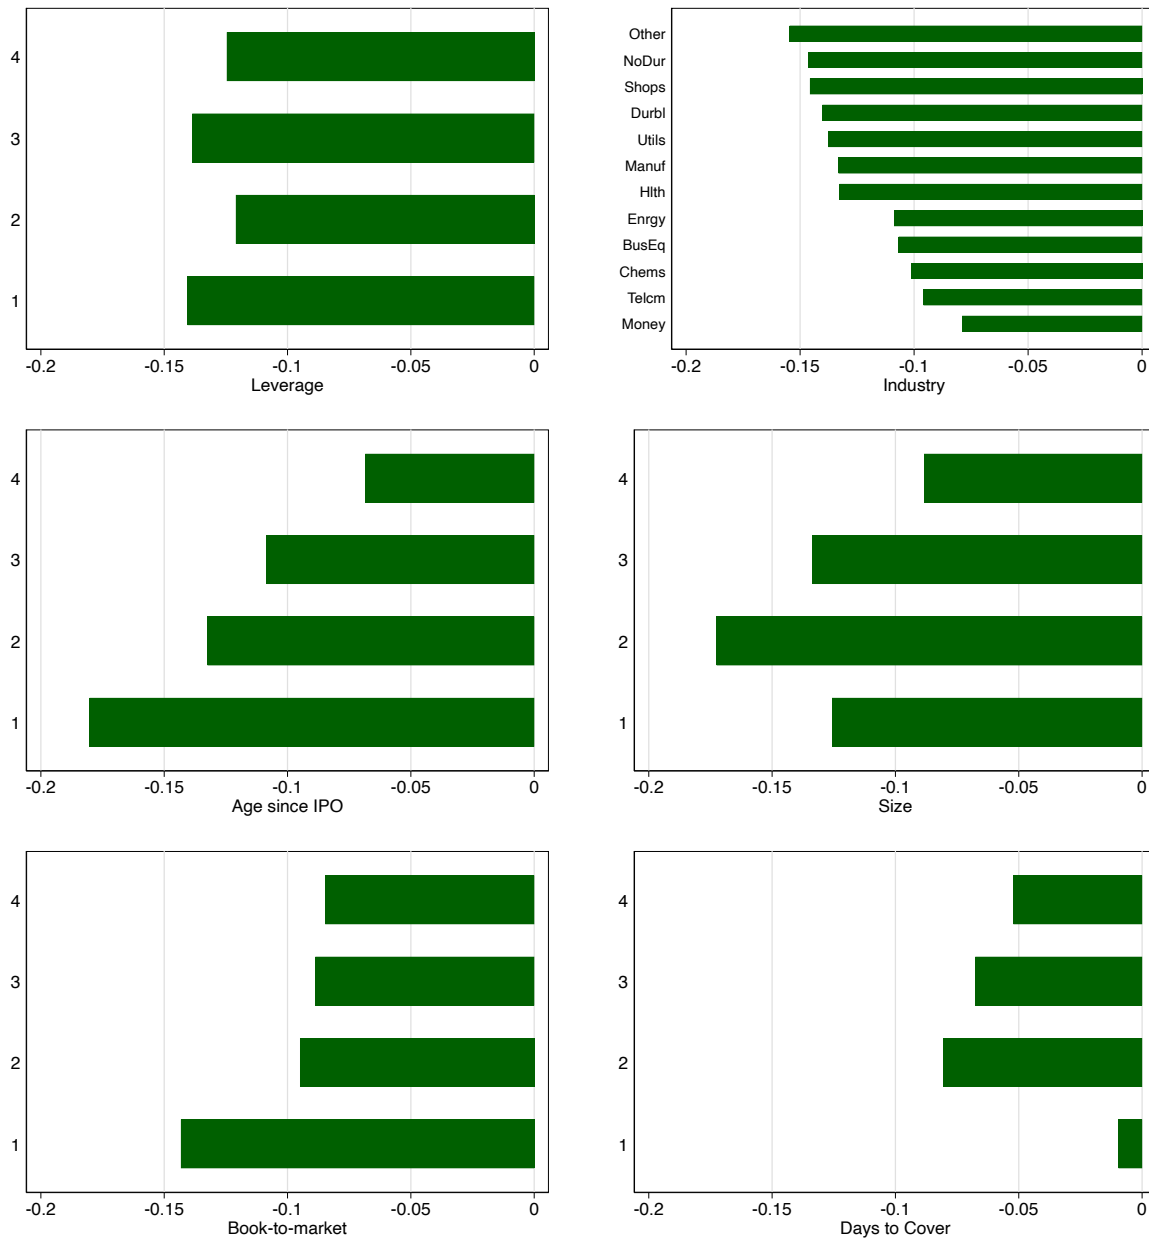 4
3
2
1
-0.2 -0.15 -0.1 -0.05 0
Leverage
Other
NoDur
Shops
Durbl
Utils
Manuf
Hlth
Enrgy
BusEq
Chems
Telcm
Money
-0.2 -0.15 -0.1 -0.05 0
Industry
4
3
2
1
-0.2 -0.15 -0.1 -0.05 0
Age since IPO
4
3
2
1
-0.2 -0.15 -0.1 -0.05 0
Size
4
3
2
1
-0.2 -0.15 -0.1 -0.05 0
Book-to-market
4
3
2
1
-0.2 -0.15 -0.1 -0.05 0
Days to Cover